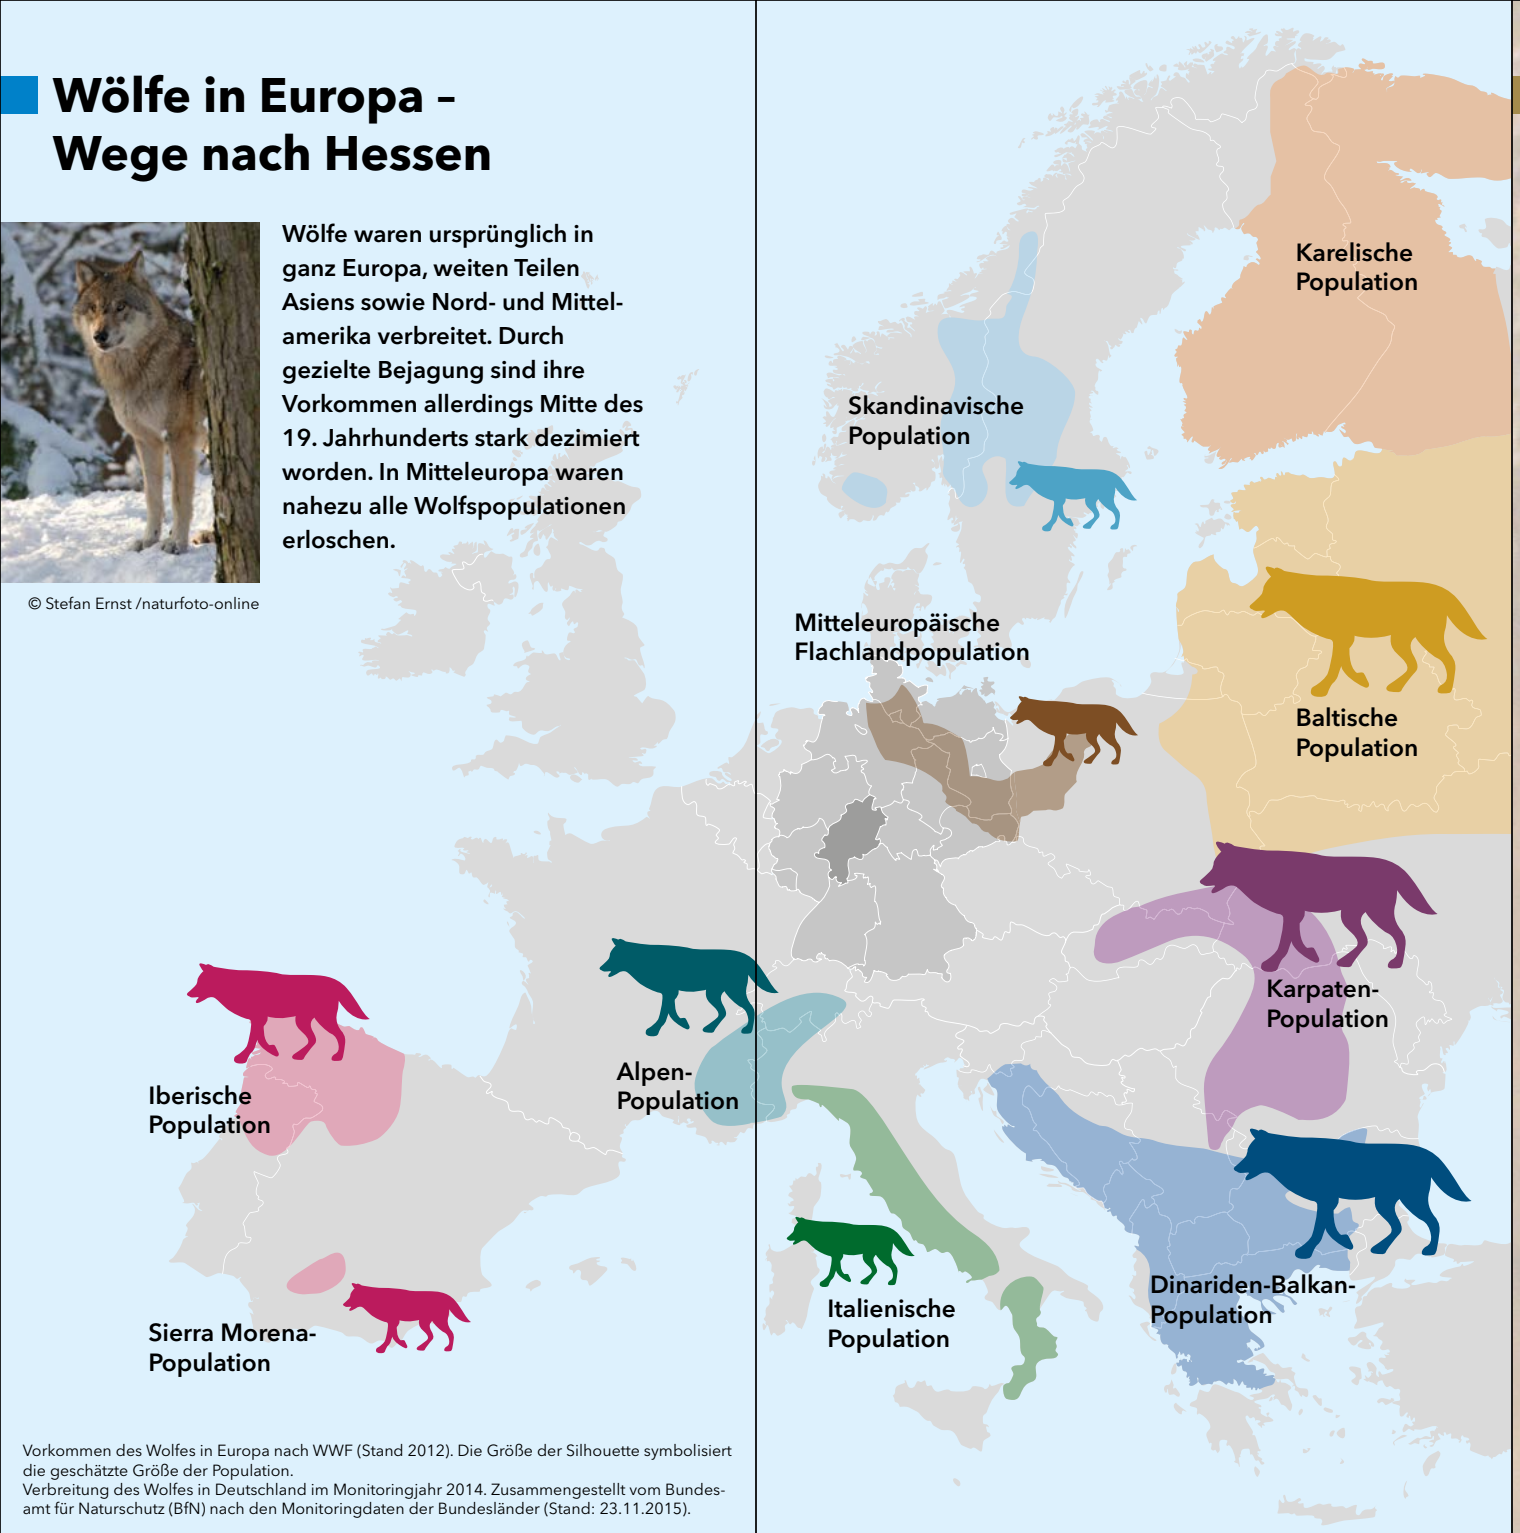 Wölfe in Europa –
Wege nach Hessen
Wölfe waren ursprünglich in
ganz Europa, weiten Teilen
Asiens sowie Nord- und Mittel-
amerika verbreitet. Durch
gezielte Bejagung sind ihre
Vorkommen allerdings Mitte des
19. Jahrhunderts stark dezimiert
worden. In Mitteleuropa waren
nahezu alle Wolfspopulationen
erloschen.
© Stefan Ernst /naturfoto-online
Karelische
Population
Skandinavische
Population
Mitteleuropäische
Flachlandpopulation
Baltische
Population
Karpaten-
Population
Alpen-
Population
Iberische
Population
Dinariden-Balkan-
Population
Italienische
Population
Sierra Morena-
Population
Vorkommen des Wolfes in Europa nach WWF (Stand 2012). Die Größe der Silhouette symbolisiert
die geschätzte Größe der Population.
Verbreitung des Wolfes in Deutschland im Monitoringjahr 2014. Zusammengestellt vom Bundes-
amt für Naturschutz (BfN) nach den Monitoringdaten der Bundesländer (Stand: 23.11.2015).